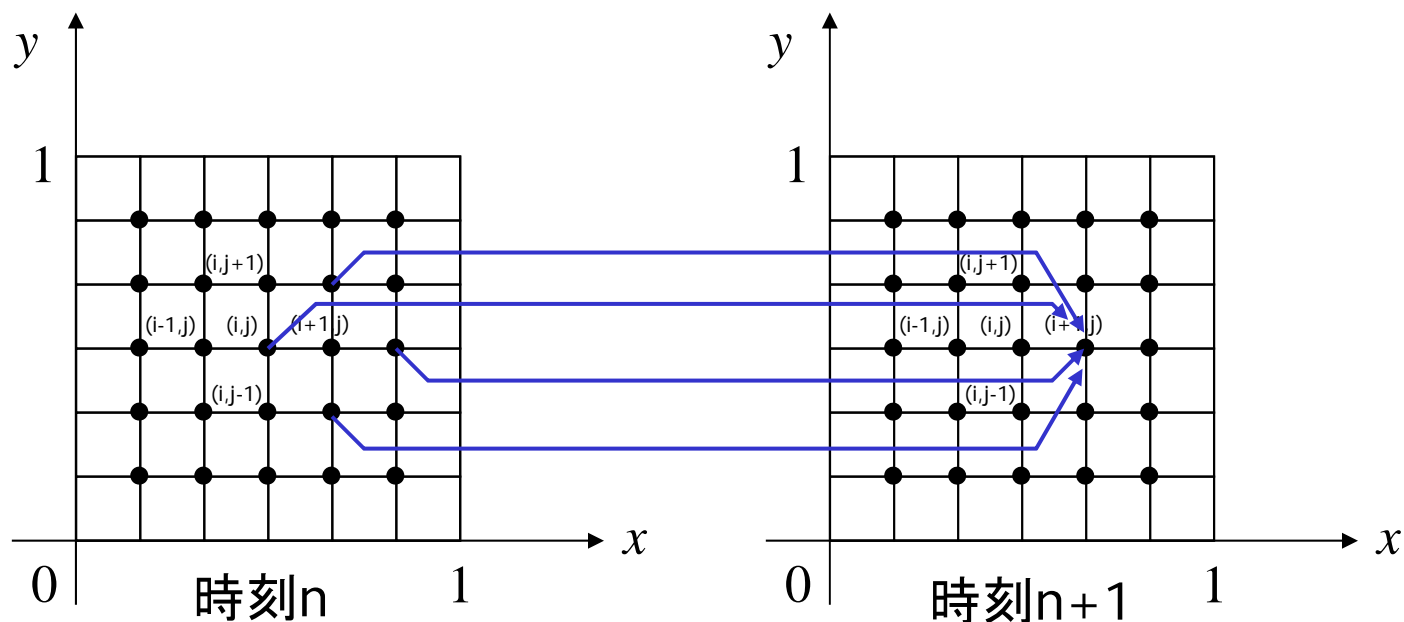 y
1
(i,j+1)
(i-1,j)
(i,j)
(i+1,j)
(i,j-1)
x
0
時刻n
1
y
1
(i,j+1)
(i-1,j)
(i,j)
(i+1,j)
(i,j-1)
x
0
時刻n+1
1